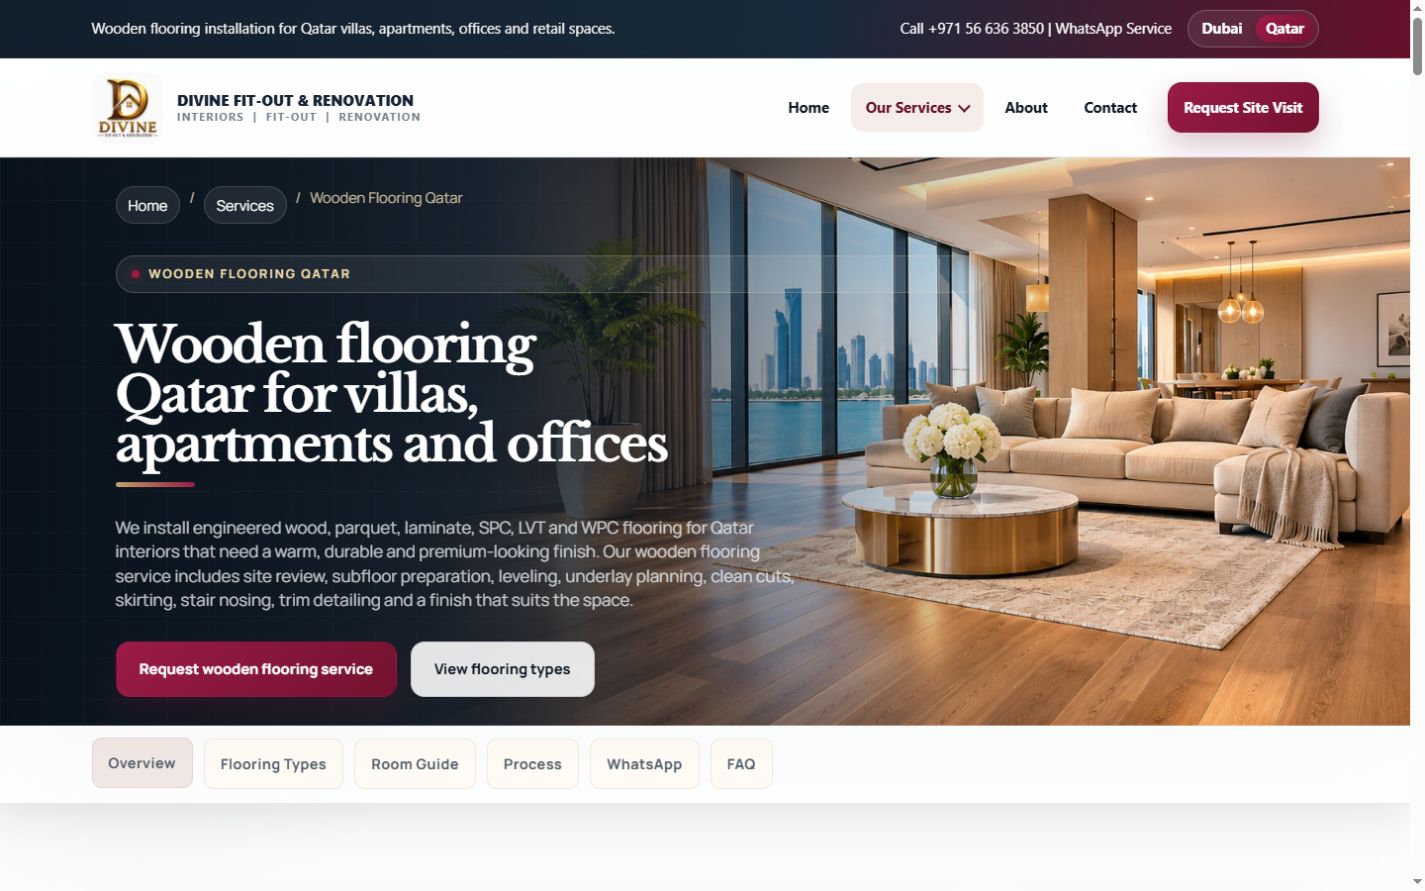 Wooden flooring installation for Qatar villas, apartments, offices and retail spaces.
Call +971 56 636 3850 | WhatsApp Service
Dubai
Qatar
DIVINE
FIT-OUT & RENOVATION
DIVINE FIT-OUT & RENOVATION
INTERIORS | FIT-OUT | RENOVATION
Home
Our Services
About
Contact
Request Site Visit
Home / Services / Wooden Flooring Qatar
WOODEN FLOORING QATAR
Wooden flooring
Qatar for villas,
apartments and offices
We install engineered wood, parquet, laminate, SPC, LVT and WPC flooring for Qatar
interiors that need a warm, durable and premium-looking finish. Our wooden flooring
service includes site review, subfloor preparation, leveling, underlay planning, clean cuts,
skirting, stair nosing, trim detailing and a finish that suits the space.
Request wooden flooring service
View flooring types
Overview
Flooring Types
Room Guide
Process
WhatsApp
FAQ